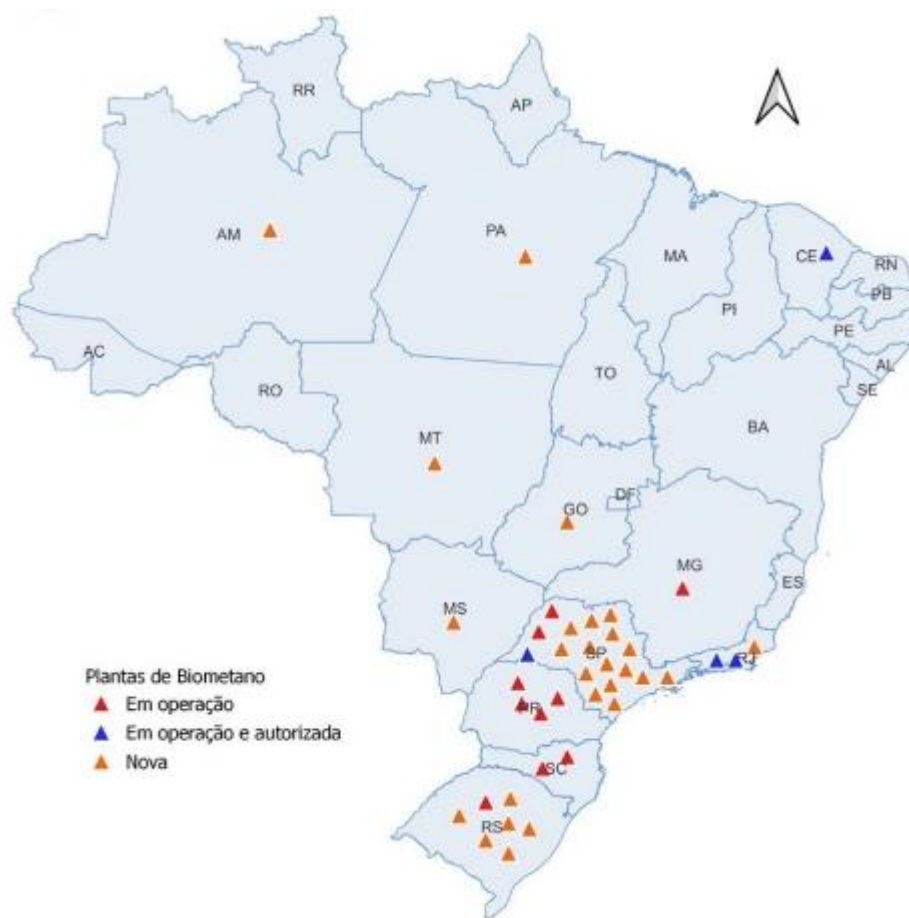 RR
AP
AM
PA
MA
CE
RN
PB
PI
PE
AC
AL
TO
SE
RO
BA
MT
DF
GO
MG
ES
MS
SP
RJ
Plantas de Biometano
Em operação
PR
Em operação e autorizada
Nova
SC
RS